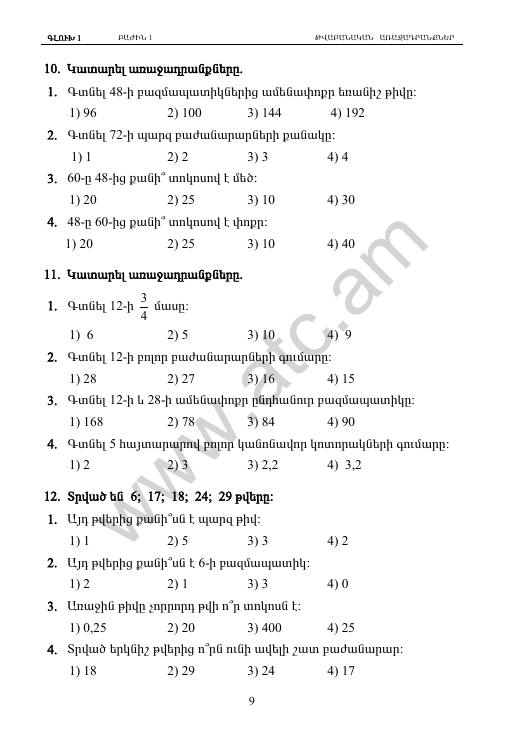 ԳԼՈՒԽ 1 ԲԱԺԻՆ 1 ԹՎԱԲԱՆԱԿԱՆ ԱՌԱՋԱԴՐԱՆՔՆԵՐ
10. Կատարել առաջադրանքները.
1. Գտնել 48-ի բազմապատիկներից ամենափոքր եռանիշ թիվը:
1) 96 2) 100 3) 144 4) 192
2. Գտնել 72-ի պարզ բաժանարարների քանակը:
1) 1 2) 2 3) 3 4) 4
3. 60-ը 48-ից քանի՞ տոկոսով է մեծ:
1) 20 2) 25 3) 10 4) 30
4. 48-ը 60-ից քանի՞ տոկոսով է փոքր:
1) 20 2) 25 3) 10 4) 40
11. Կատարել առաջադրանքները.
1. Գտնել 12-ի 3/4 մասը:
1) 6 2) 5 3) 10 4) 9
2. Գտնել 12-ի բոլոր բաժանարարների գումարը:
1) 28 2) 27 3) 16 4) 15
3. Գտնել 12-ի և 28-ի ամենափոքր ընդհանուր բազմապատիկը:
1) 168 2) 78 3) 84 4) 90
4. Գտնել 5 հայտարարով բոլոր կանոնավոր կոտորակների գումարը:
1) 2 2) 3 3) 2,2 4) 3,2
12. Տրված են 6; 17; 18; 24; 29 թվերը:
1. Այդ թվերից քանի՞սն է պարզ թիվ:
1) 1 2) 5 3) 3 4) 2
2. Այդ թվերից քանի՞սն է 6-ի բազմապատիկ:
1) 2 2) 1 3) 3 4) 0
3. Առաջին թիվը չորրորդ թվի ո՞ր տոկոսն է:
1) 0,25 2) 20 3) 400 4) 25
4. Տրված երկնիշ թվերից ո՞րն ունի ավելի շատ բաժանարար:
1) 18 2) 29 3) 24 4) 17
9
www.atc.am